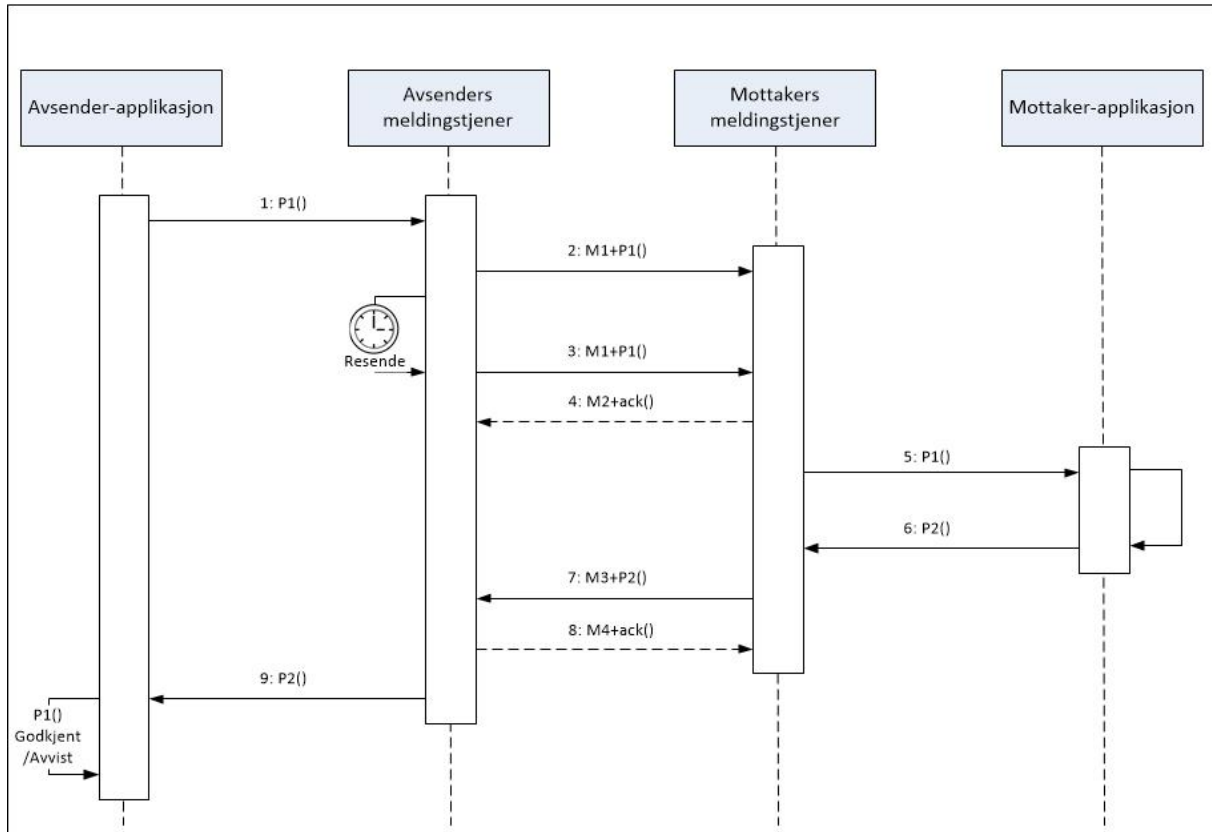 Avsender-applikasjon
Avsenders
meldingstjener
Mottakers
meldingstjener
Mottaker-applikasjon
1: P1()
2: M1+P1()
Resende
3: M1+P1()
4: M2+ack()
5: P1()
6: P2()
7: M3+P2()
8: M4+ack()
9: P2()
P1()
Godkjent
/Avvist